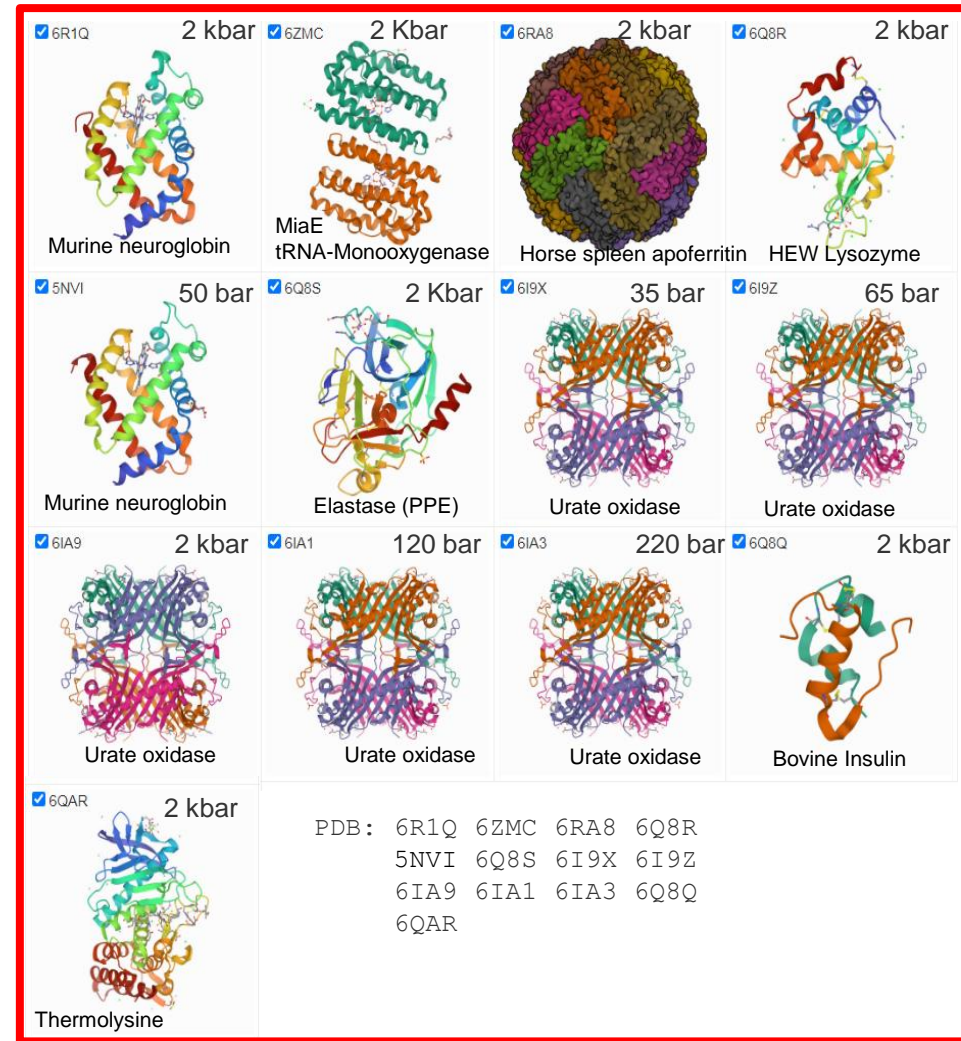 6R1Q 2 kbar
6ZMC 2 Kbar
6RA8 2 kbar
6Q8R 2 kbar
Murine neuroglobin
MiaE
tRNA-Monooxygenase
Horse spleen apoferritin
HEW Lysozyme
5NVI 50 bar
6Q8S 2 Kbar
6I9X 35 bar
6I9Z 65 bar
Murine neuroglobin
Elastase (PPE)
Urate oxidase
Urate oxidase
6IA9 2 kbar
6IA1 120 bar
6IA3 220 bar
6Q8Q 2 kbar
Urate oxidase
Urate oxidase
Urate oxidase
Bovine Insulin
6QAR 2 kbar
Thermolysine
PDB: 6R1Q 6ZMC 6RA8 6Q8R
5NVI 6Q8S 6I9X 6I9Z
6IA9 6IA1 6IA3 6Q8Q
6QAR